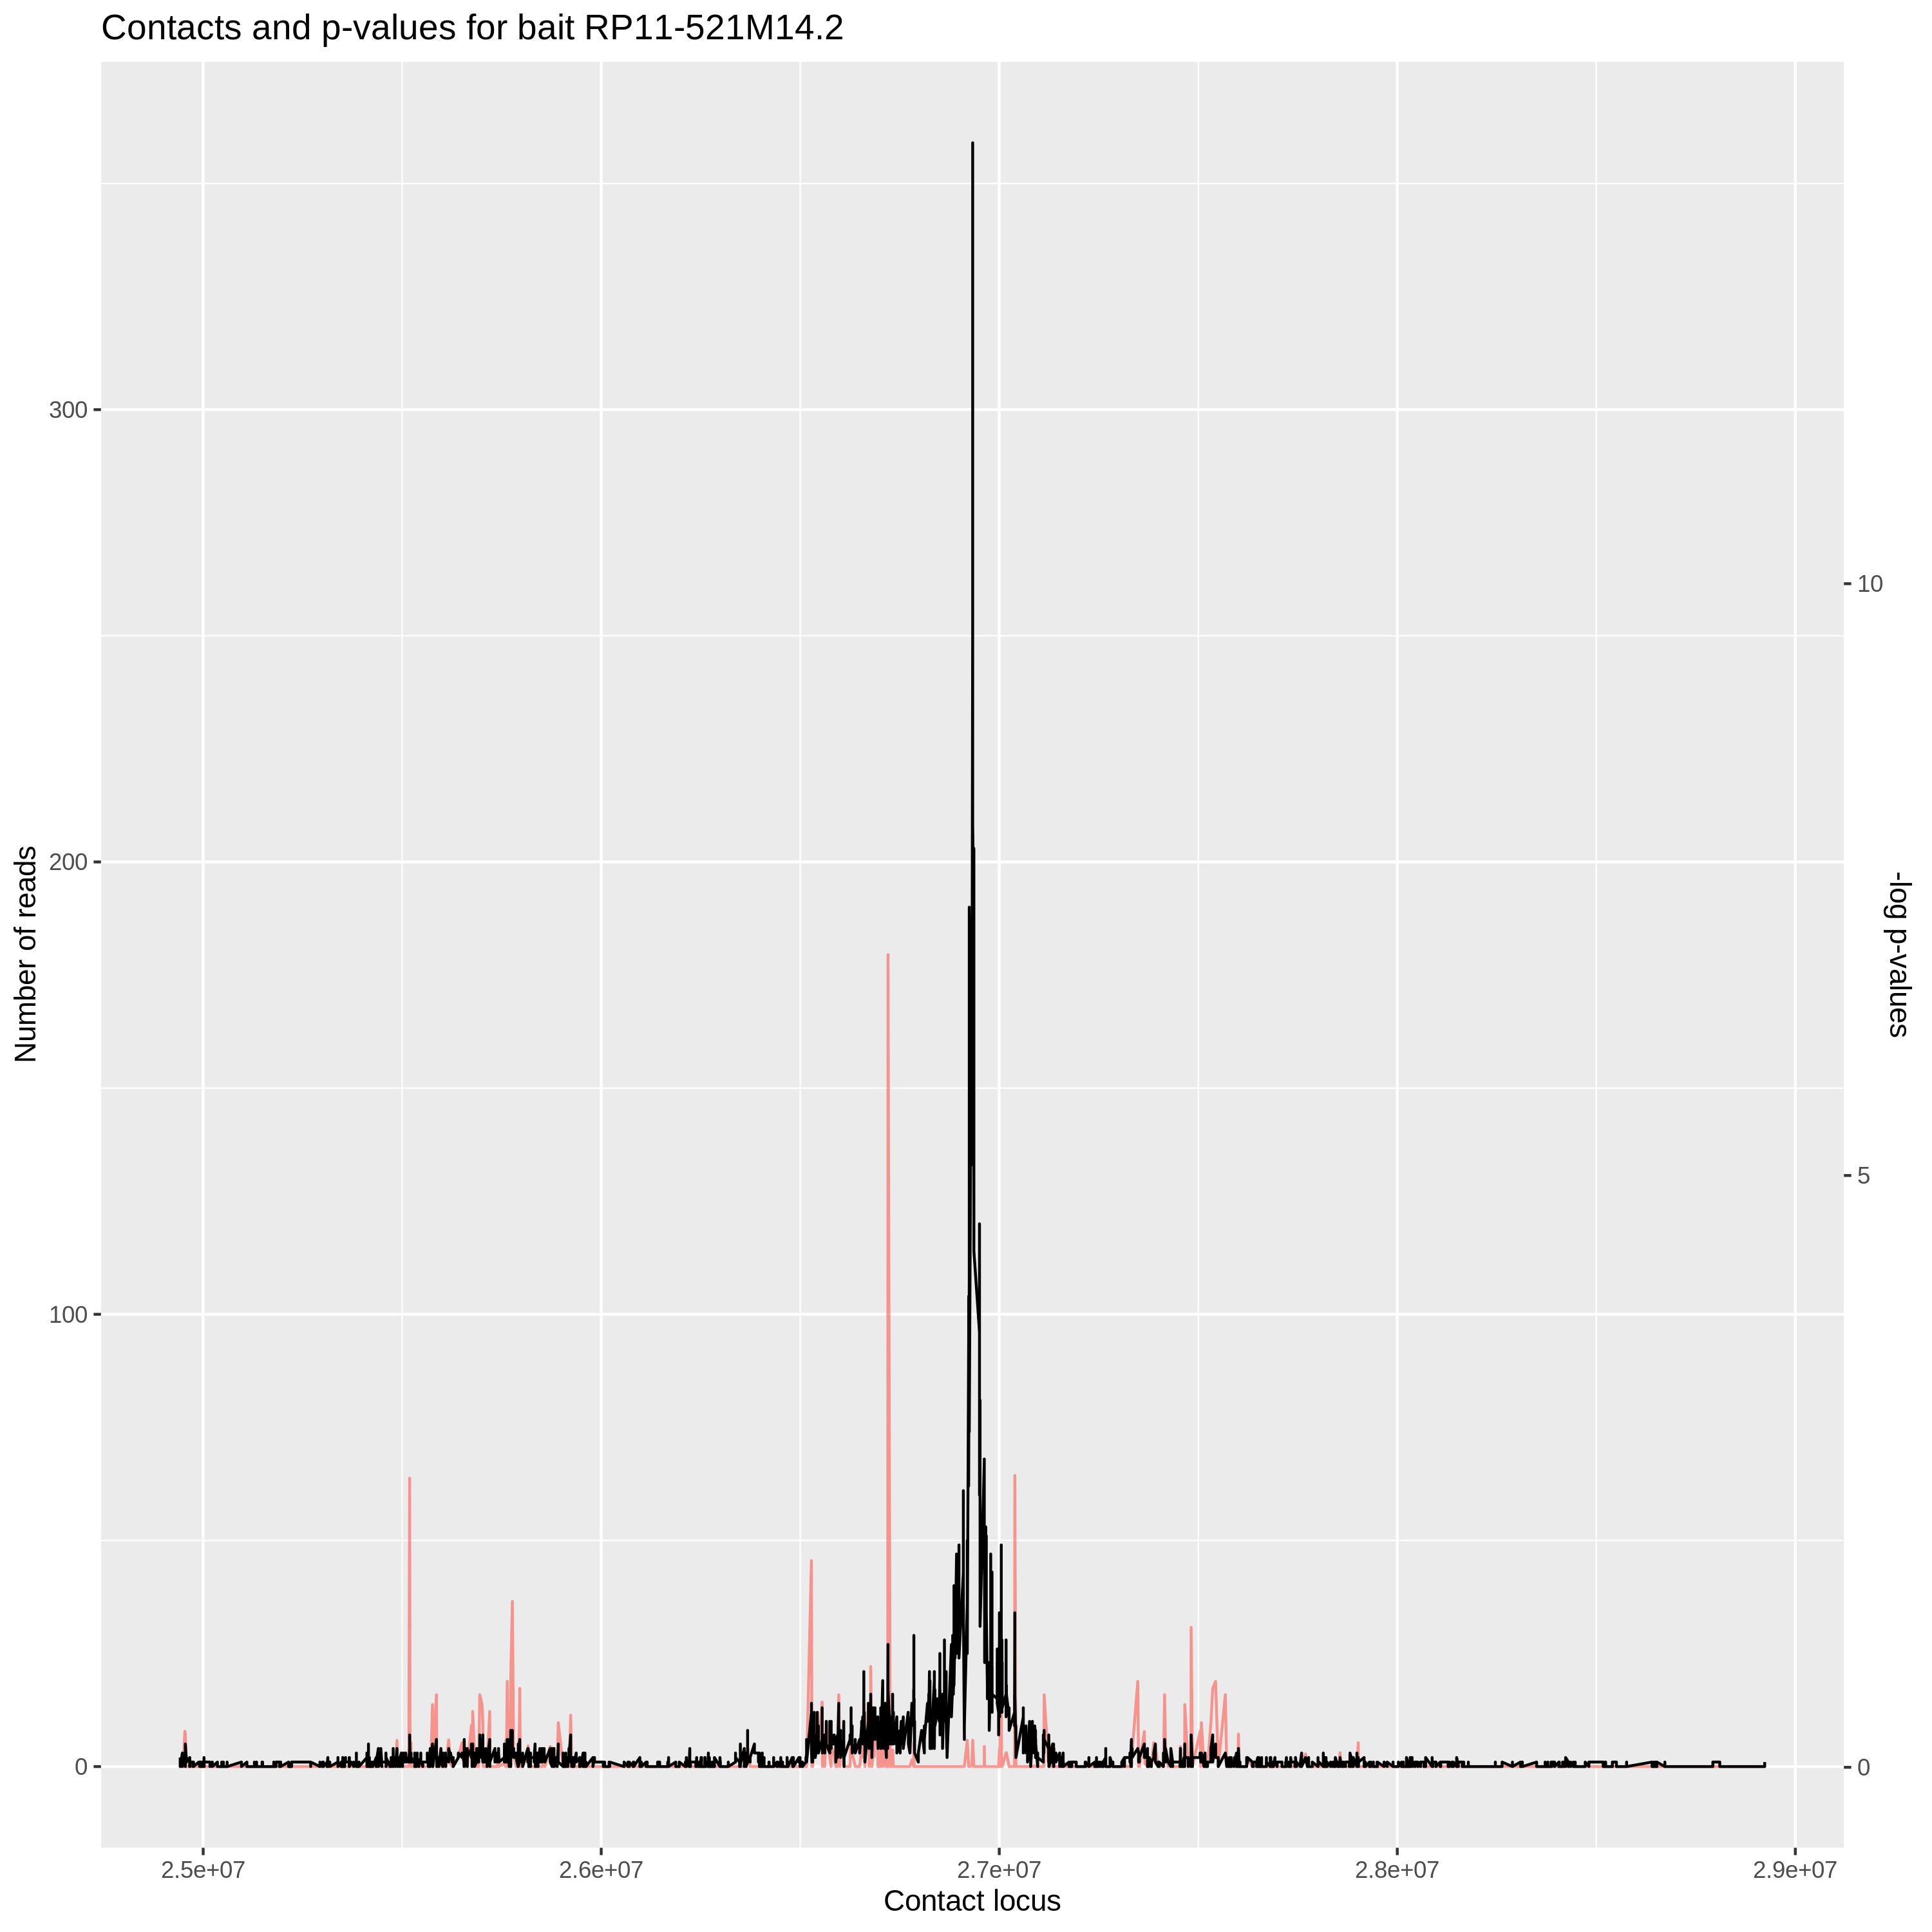 Contacts and p-values for bait RP11-521M14.2
300
200
100
0
Number of reads
10
5
0
-log p-values
2.5e+07 2.6e+07 2.7e+07 2.8e+07 2.9e+07
Contact locus